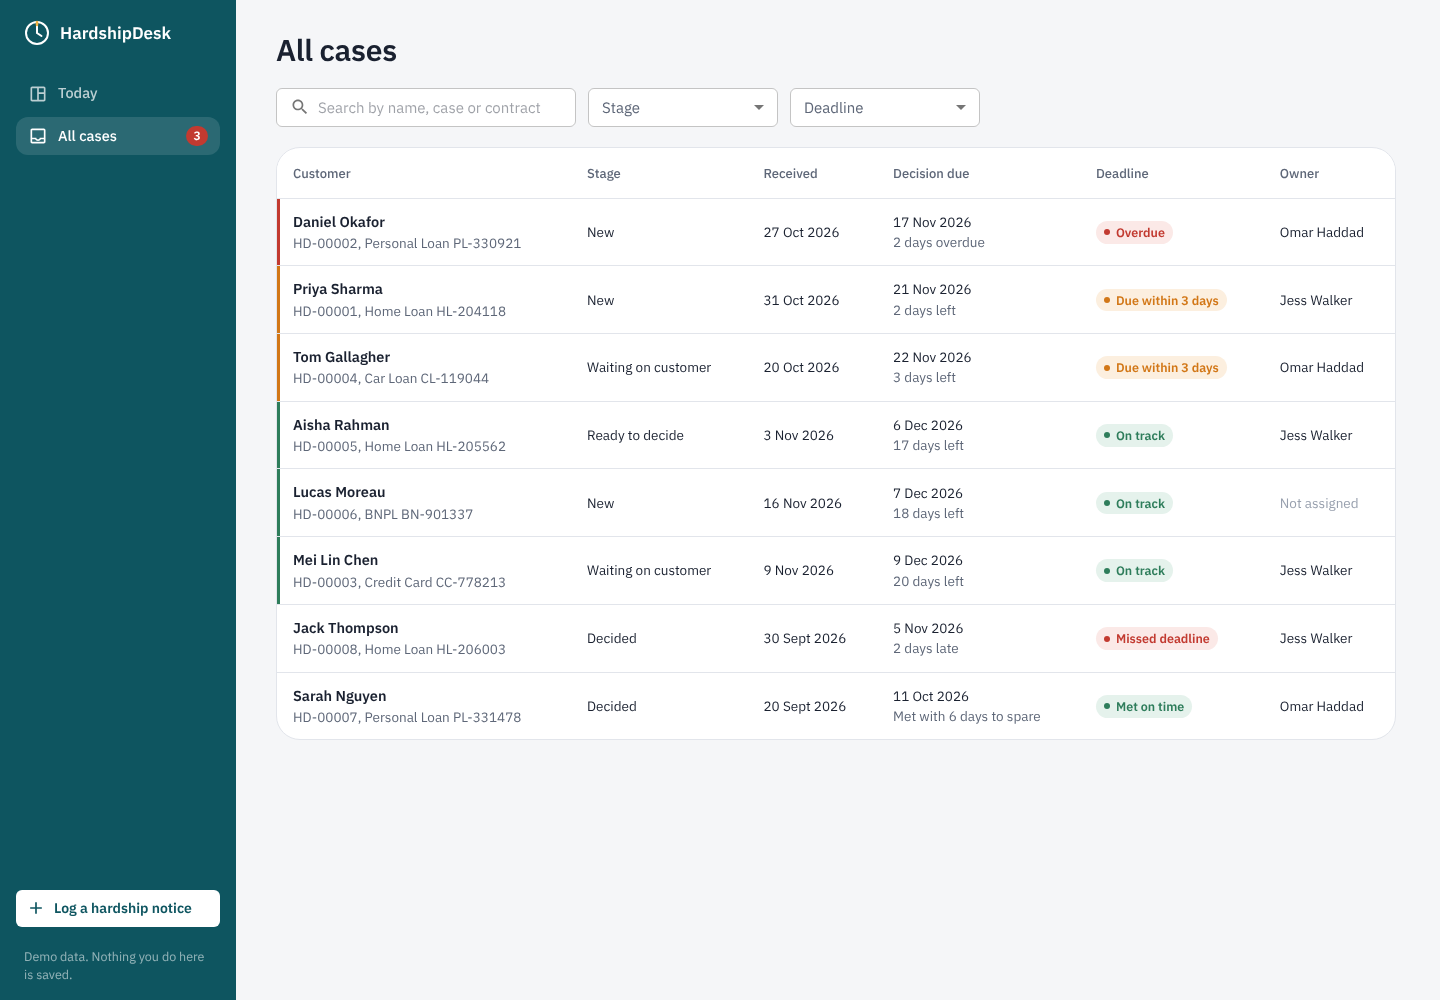 HardshipDesk
Today
All cases
3
Log a hardship notice
Demo data. Nothing you do here
is saved.
All cases
Search by name, case or contract
Stage
Deadline
Customer Stage Received Decision due Deadline Owner
Daniel Okafor
HD-00002, Personal Loan PL-330921
New
27 Oct 2026
17 Nov 2026
2 days overdue
Overdue
Omar Haddad
Priya Sharma
HD-00001, Home Loan HL-204118
New
31 Oct 2026
21 Nov 2026
2 days left
Due within 3 days
Jess Walker
Tom Gallagher
HD-00004, Car Loan CL-119044
Waiting on customer
20 Oct 2026
22 Nov 2026
3 days left
Due within 3 days
Omar Haddad
Aisha Rahman
HD-00005, Home Loan HL-205562
Ready to decide
3 Nov 2026
6 Dec 2026
17 days left
On track
Jess Walker
Lucas Moreau
HD-00006, BNPL BN-901337
New
16 Nov 2026
7 Dec 2026
18 days left
On track
Not assigned
Mei Lin Chen
HD-00003, Credit Card CC-778213
Waiting on customer
9 Nov 2026
9 Dec 2026
20 days left
On track
Jess Walker
Jack Thompson
HD-00008, Home Loan HL-206003
Decided
30 Sept 2026
5 Nov 2026
2 days late
Missed deadline
Jess Walker
Sarah Nguyen
HD-00007, Personal Loan PL-331478
Decided
20 Sept 2026
11 Oct 2026
Met with 6 days to spare
Met on time
Omar Haddad